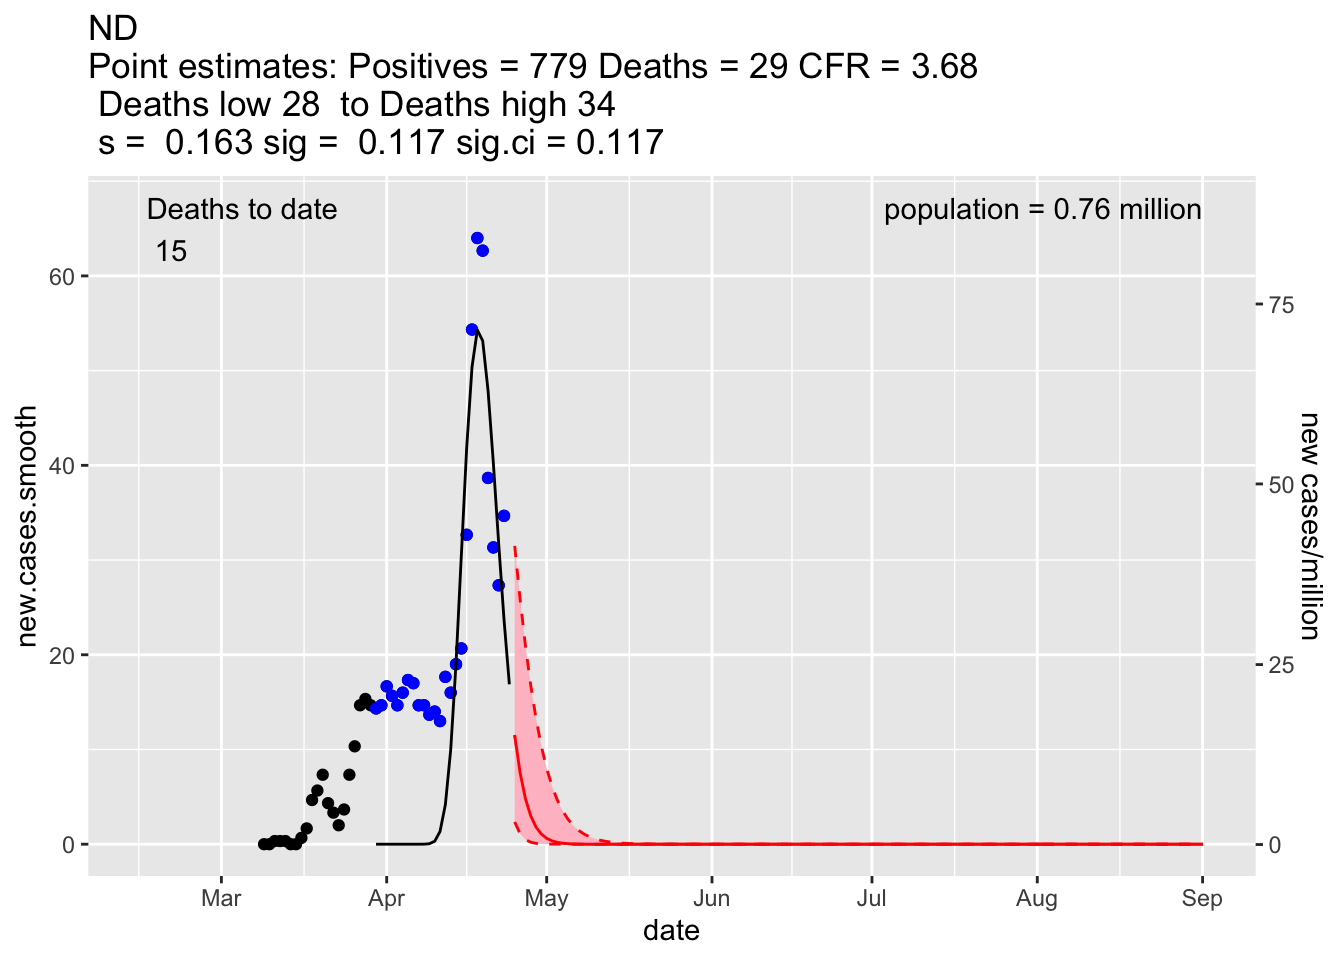 ND
Point estimates: Positives = 779 Deaths = 29 CFR = 3.68
Deaths low 28  to Deaths high 34
s =  0.163 sig =  0.117 sig.ci = 0.117
Deaths to date
15
population = 0.76 million
new.cases.smooth
60
40
20
0
new cases/million
75
50
25
0
Mar
Apr
May
Jun
Jul
Aug
Sep
date